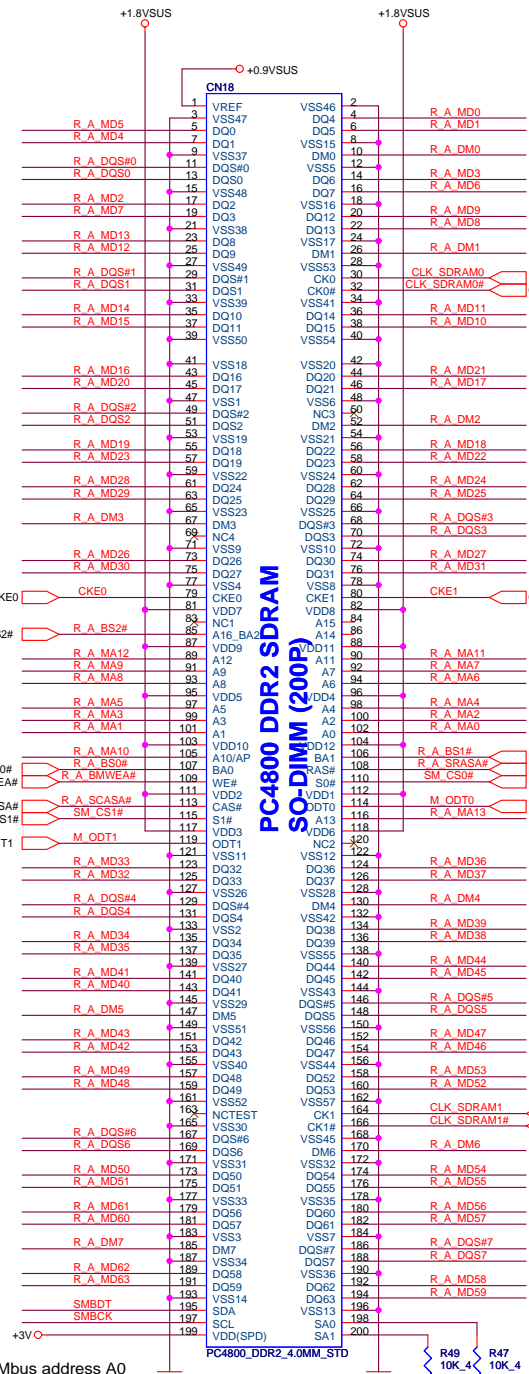 +1.8VSUS +1.8VSUS
+0.9VSUS
CN18
1 VREF VSS46 2
3 VSS47 DQ4 4 R_A_MD0
R_A_MD5 5 DQ0 DQ5 6 R_A_MD1
R_A_MD4 7 DQ1 VSS15 8
9 VSS37 DM0 10 R_A_DM0
R_A_DQS#0 11 DQS#0 VSS5 12
R_A_DQS0 13 DQS0 DQ6 14 R_A_MD3
15 VSS48 DQ7 16 R_A_MD6
R_A_MD2 17 DQ2 VSS16 18
R_A_MD7 19 DQ3 DQ12 20 R_A_MD9
21 VSS38 DQ13 22 R_A_MD8
R_A_MD13 23 DQ8 VSS17 24
R_A_MD12 25 DQ9 DM1 26 R_A_DM1
27 VSS49 VSS53 28
R_A_DQS#1 29 DQS#1 CK0 30 CLK_SDRAM0
R_A_DQS1 31 DQS1 CK0# 32 CLK_SDRAM0#
33 VSS39 VSS41 34
R_A_MD14 35 DQ10 DQ14 36 R_A_MD11
R_A_MD15 37 DQ11 DQ15 38 R_A_MD10
39 VSS50 VSS54 40
41 VSS18 VSS20 42
R_A_MD16 43 DQ16 DQ20 44 R_A_MD21
R_A_MD20 45 DQ17 DQ21 46 R_A_MD17
47 VSS1 VSS6 48
R_A_DQS#2 49 DQS#2 NC3 50
R_A_DQS2 51 DQS2 DM2 52 R_A_DM2
53 VSS19 VSS21 54
R_A_MD19 55 DQ18 DQ22 56 R_A_MD18
R_A_MD23 57 DQ19 DQ23 58 R_A_MD22
59 VSS22 VSS24 60
R_A_MD28 61 DQ24 DQ28 62 R_A_MD24
R_A_MD29 63 DQ25 DQ29 64 R_A_MD25
65 VSS23 VSS25 66
R_A_DM3 67 DM3 DQS#3 68 R_A_DQS#3
69 NC4 DQS3 70 R_A_DQS3
71 VSS9 VSS10 72
R_A_MD26 73 DQ26 DQ30 74 R_A_MD27
R_A_MD30 75 DQ27 DQ31 76 R_A_MD31
77 VSS4 VSS8 78
KE0 CKE0 79 CKE0 CKE1 80 CKE1
81 VDD7 VDD8 82
83 NC1 A15 84
S2# R_A_BS2# 85 A16_BA2 A14 86
87 VDD9 VDD11 88
R_A_MA12 89 A12 A11 90 R_A_MA11
R_A_MA9 91 A9 A7 92 R_A_MA7
R_A_MA8 93 A8 A6 94 R_A_MA6
95 VDD5 VDD4 96
R_A_MA5 97 A5 A4 98 R_A_MA4
R_A_MA3 99 A3 A2 100 R_A_MA2
R_A_MA1 101 A1 A0 102 R_A_MA0
103 VDD10 VDD12 104
R_A_MA10 105 A10/AP BA1 106 R_A_BS1#
0# R_A_BS0# 107 BA0 RAS# 108 R_A_SRASA#
EA# R_A_BMWEA# 109 WE# S0# 110 SM_CS0#
111 VDD2 VDD1 112
SA# R_A_SCASA# 113 CAS# ODT0 114 M_ODT0
S1# SM_CS1# 115 S1# A13 116 R_A_MA13
117 VDD3 VDD6 118
T1 M_ODT1 119 ODT1 NC2 120
PC4800 DDR2 SDRAM
SO-DIMM (200P)
121 VSS11 VSS12 122
R_A_MD33 123 DQ32 DQ36 124 R_A_MD36
R_A_MD32 125 DQ33 DQ37 126 R_A_MD37
127 VSS26 VSS28 128
R_A_DQS#4 129 DQS#4 DM4 130 R_A_DM4
R_A_DQS4 131 DQS4 VSS42 132
133 VSS2 DQ38 134 R_A_MD39
R_A_MD34 135 DQ34 DQ39 136 R_A_MD38
R_A_MD35 137 DQ35 VSS55 138
139 VSS27 DQ44 140 R_A_MD44
R_A_MD41 141 DQ40 DQ45 142 R_A_MD45
R_A_MD40 143 DQ41 VSS43 144
145 VSS29 DQS#5 146 R_A_DQS#5
R_A_DM5 147 DM5 DQS5 148 R_A_DQS5
149 VSS51 VSS56 150
R_A_MD43 151 DQ42 DQ46 152 R_A_MD47
R_A_MD42 153 DQ43 DQ47 154 R_A_MD46
155 VSS40 VSS44 156
R_A_MD49 157 DQ48 DQ52 158 R_A_MD53
R_A_MD48 159 DQ49 DQ53 160 R_A_MD52
161 VSS52 VSS57 162
163 NCTEST CK1 164 CLK_SDRAM1
165 VSS30 CK1# 166 CLK_SDRAM1#
R_A_DQS#6 167 DQS#6 VSS45 168
R_A_DQS6 169 DQS6 DM6 170 R_A_DM6
171 VSS31 VSS32 172
R_A_MD50 173 DQ50 DQ54 174 R_A_MD54
R_A_MD51 175 DQ51 DQ55 176 R_A_MD55
177 VSS33 VSS35 178
R_A_MD61 179 DQ56 DQ60 180 R_A_MD56
R_A_MD60 181 DQ57 DQ61 182 R_A_MD57
183 VSS3 VSS7 184
R_A_DM7 185 DM7 DQS#7 186 R_A_DQS#7
187 VSS34 DQS7 188 R_A_DQS7
R_A_MD62 189 DQ58 VSS36 190
R_A_MD63 191 DQ59 DQ62 192 R_A_MD58
193 VSS14 DQ63 194 R_A_MD59
SMBDT 195 SDA VSS13 196
SMBCK 197 SCL SA0 198
+3V 199 VDD(SPD) SA1 200
PC4800_DDR2_4.0MM_STD
R49 R47
10K_4 10K_4
Mbus address A0